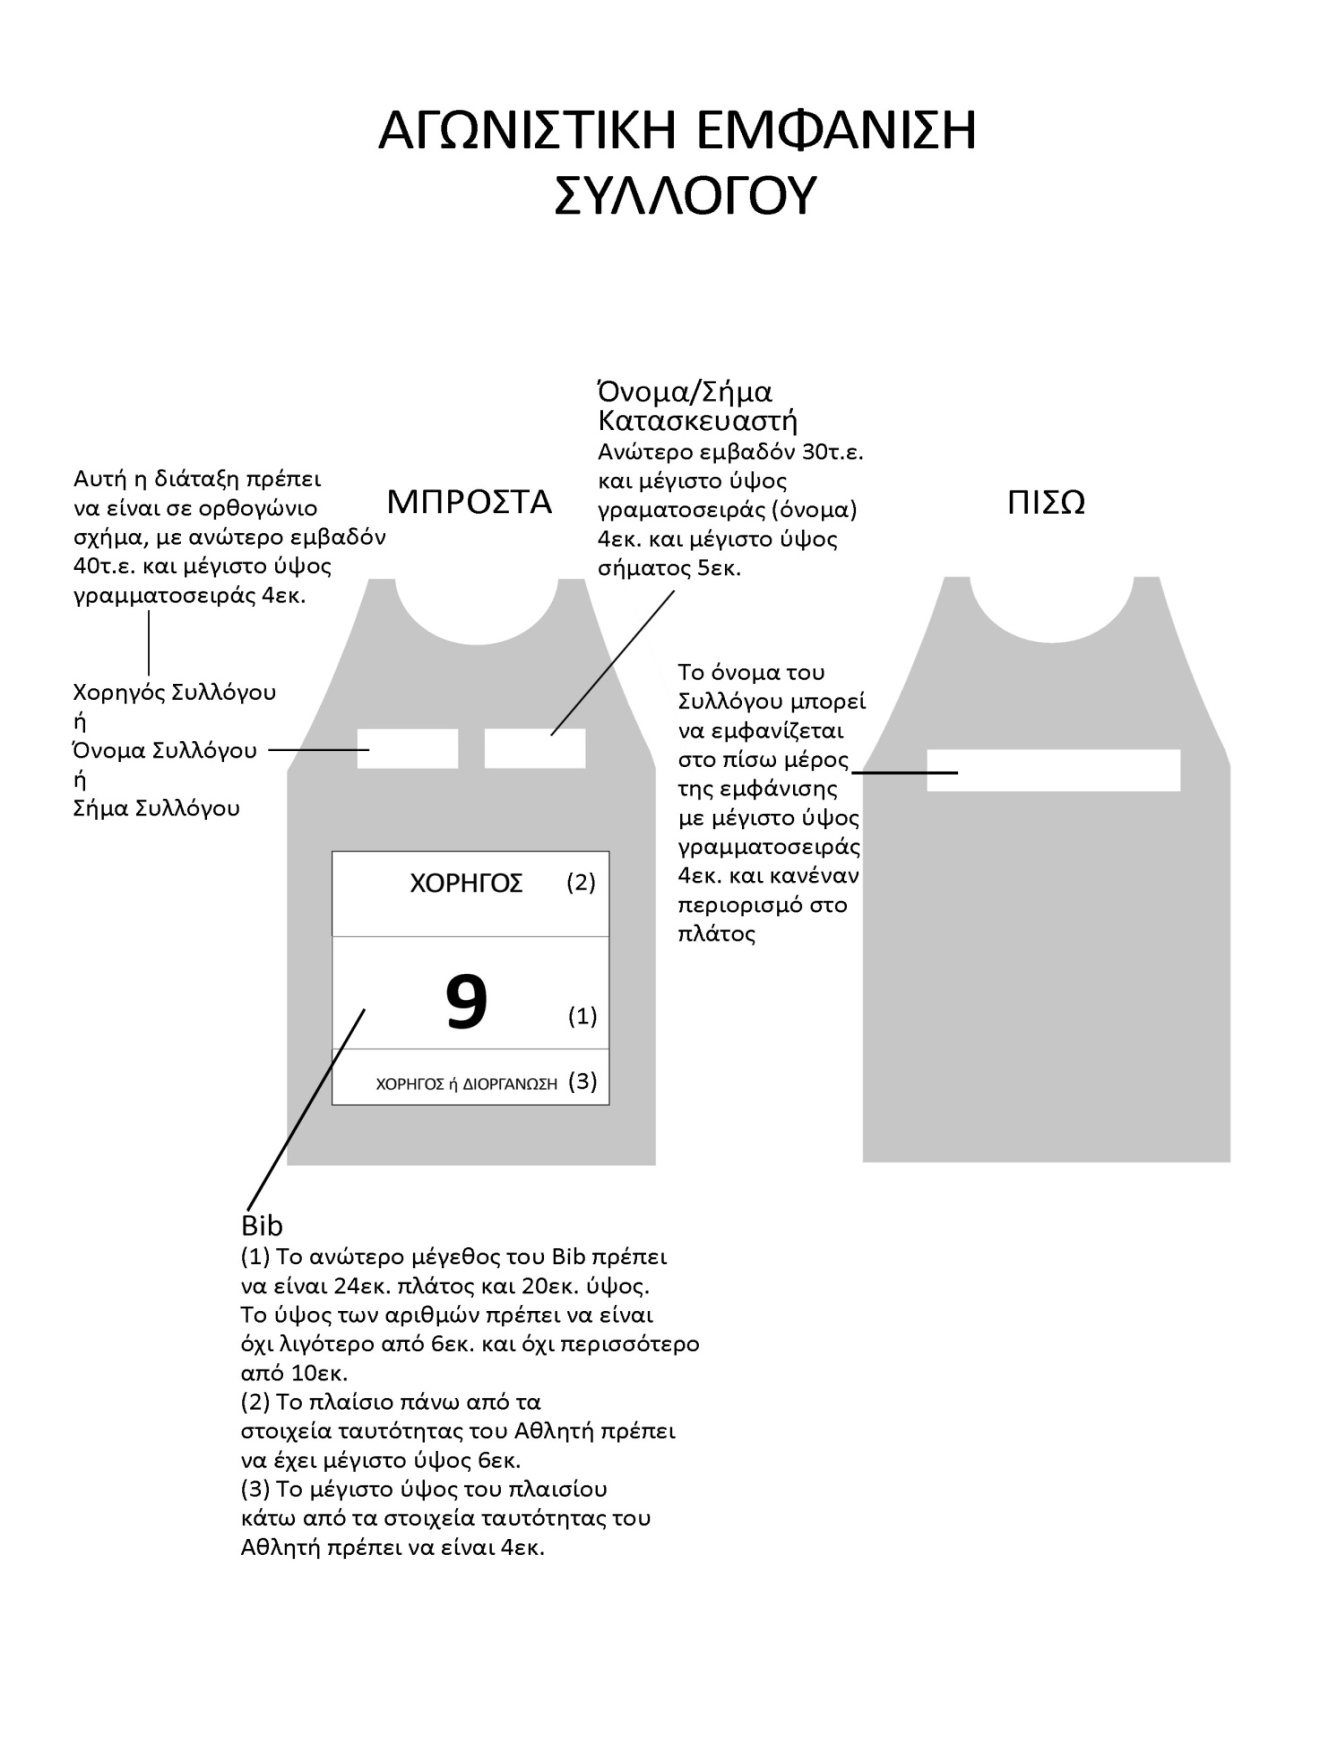 ΑΓΩΝΙΣΤΙΚΗ ΕΜΦΑΝΙΣΗ
ΣΥΛΛΟΓΟΥ
Όνομα/Σήμα
Κατασκευαστή
Ανώτερο εμβαδόν 30τ.ε.
και μέγιστο ύψος
γραματοσειράς (όνομα)
4εκ. και μέγιστο ύψος
σήματος 5εκ.
Αυτή η διάταξη πρέπει
να είναι σε ορθογώνιο
σχήμα, με ανώτερο εμβαδόν
40τ.ε. και μέγιστο ύψος
γραμματοσειράς 4εκ.
ΜΠΡΟΣΤΑ
ΠΙΣΩ
Χορηγός Συλλόγου
ή
Όνομα Συλλόγου
ή
Σήμα Συλλόγου
Το όνομα του
Συλλόγου μπορεί
να εμφανίζεται
στο πίσω μέρος
της εμφάνισης
με μέγιστο ύψος
γραμματοσειράς
4εκ. και κανέναν
περιορισμό στο
πλάτος
ΧΟΡΗΓΟΣ (2)
9 (1)
ΧΟΡΗΓΟΣ ή ΔΙΟΡΓΑΝΩΣΗ (3)
Bib
(1) Το ανώτερο μέγεθος του Bib πρέπει
να είναι 24εκ. πλάτος και 20εκ. ύψος.
Το ύψος των αριθμών πρέπει να είναι
όχι λιγότερο από 6εκ. και όχι περισσότερο
από 10εκ.
(2) Το πλαίσιο πάνω από τα
στοιχεία ταυτότητας του Αθλητή πρέπει
να έχει μέγιστο ύψος 6εκ.
(3) Το μέγιστο ύψος του πλαισίου
κάτω από τα στοιχεία ταυτότητας του
Αθλητή πρέπει να είναι 4εκ.